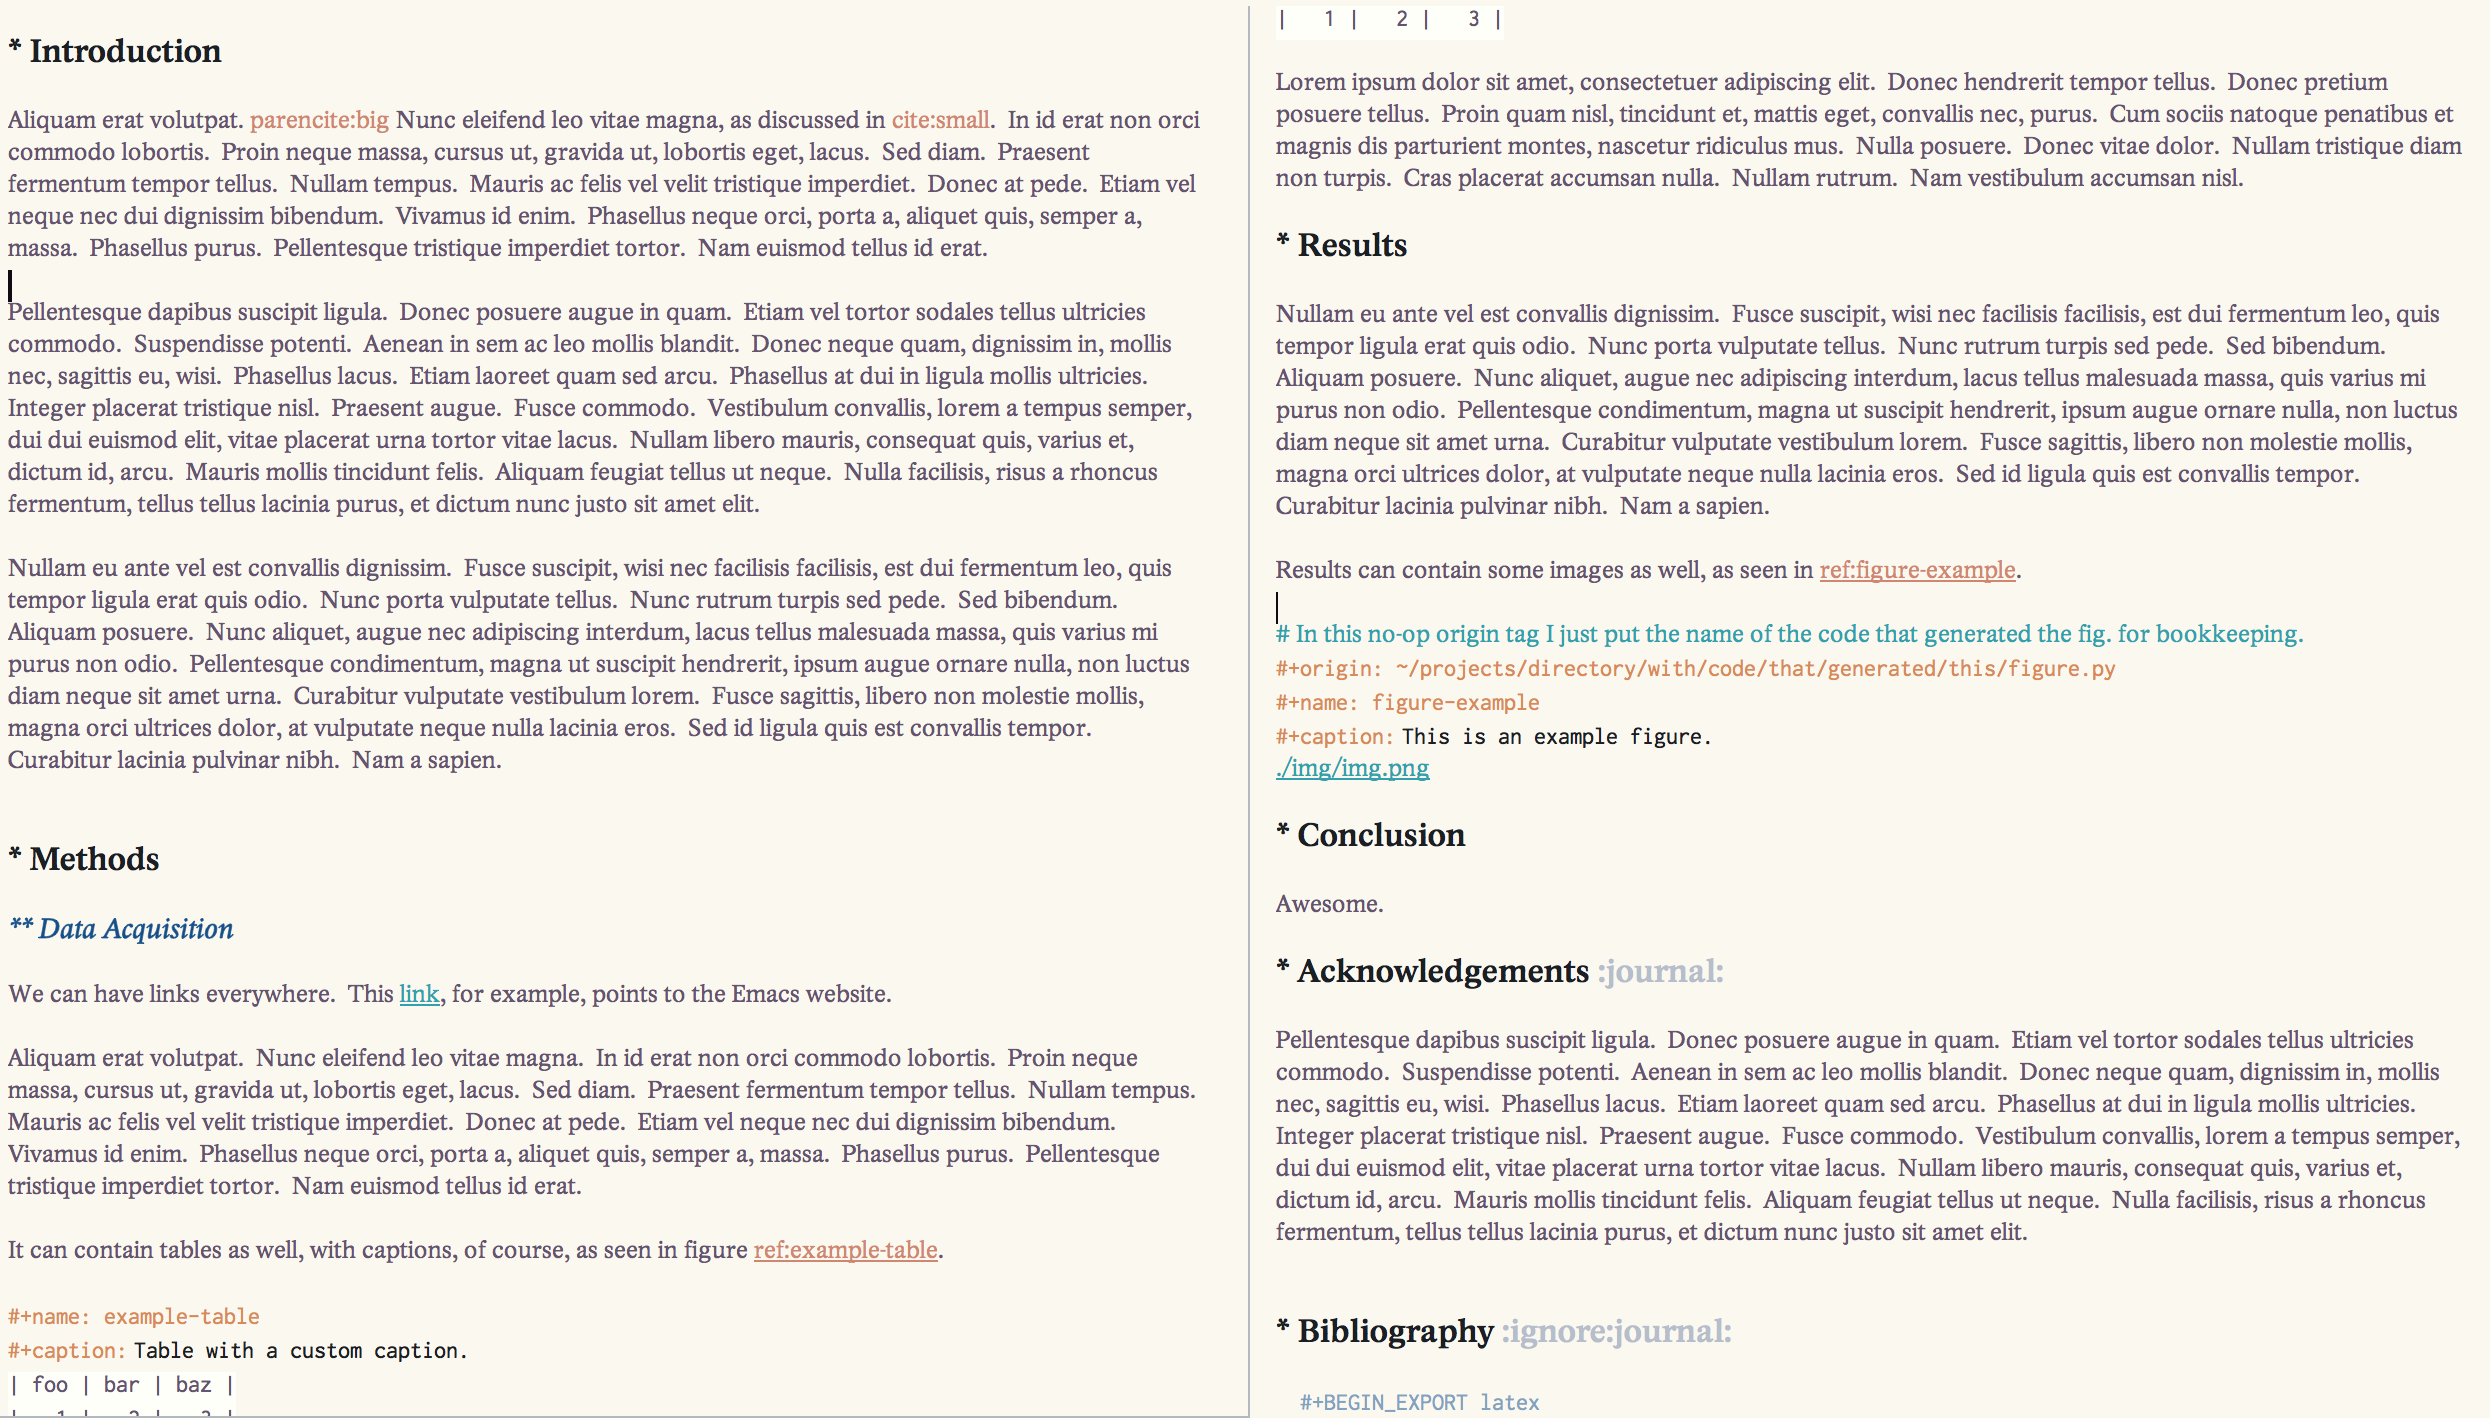 * Introduction
Aliquam erat volutpat. parencite:big Nunc eleifend leo vitae magna, as discussed in cite:small.  In id erat non orci
commodo lobortis.  Proin neque massa, cursus ut, gravida ut, lobortis eget, lacus.  Sed diam.  Praesent
fermentum tempor tellus.  Nullam tempus.  Mauris ac felis vel velit tristique imperdiet.  Donec at pede.  Etiam vel
neque nec dui dignissim bibendum.  Vivamus id enim.  Phasellus neque orci, porta a, aliquet quis, semper a,
massa.  Phasellus purus.  Pellentesque tristique imperdiet tortor.  Nam euismod tellus id erat.
Pellentesque dapibus suscipit ligula.  Donec posuere augue in quam.  Etiam vel tortor sodales tellus ultricies
commodo.  Suspendisse potenti.  Aenean in sem ac leo mollis blandit.  Donec neque quam, dignissim in, mollis
nec, sagittis eu, wisi.  Phasellus lacus.  Etiam laoreet quam sed arcu.  Phasellus at dui in ligula mollis ultricies.
Integer placerat tristique nisl.  Praesent augue.  Fusce commodo.  Vestibulum convallis, lorem a tempus semper,
dui dui euismod elit, vitae placerat urna tortor vitae lacus.  Nullam libero mauris, consequat quis, varius et,
dictum id, arcu.  Mauris mollis tincidunt felis.  Aliquam feugiat tellus ut neque.  Nulla facilisis, risus a rhoncus
fermentum, tellus tellus lacinia purus, et dictum nunc justo sit amet elit.
Nullam eu ante vel est convallis dignissim.  Fusce suscipit, wisi nec facilisis facilisis, est dui fermentum leo, quis
tempor ligula erat quis odio.  Nunc porta vulputate tellus.  Nunc rutrum turpis sed pede.  Sed bibendum.
Aliquam posuere.  Nunc aliquet, augue nec adipiscing interdum, lacus tellus malesuada massa, quis varius mi
purus non odio.  Pellentesque condimentum, magna ut suscipit hendrerit, ipsum augue ornare nulla, non luctus
diam neque sit amet urna.  Curabitur vulputate vestibulum lorem.  Fusce sagittis, libero non molestie mollis,
magna orci ultrices dolor, at vulputate neque nulla lacinia eros.  Sed id ligula quis est convallis tempor.
Curabitur lacinia pulvinar nibh.  Nam a sapien.
* Methods
** Data Acquisition
We can have links everywhere.  This link, for example, points to the Emacs website.
Aliquam erat volutpat.  Nunc eleifend leo vitae magna.  In id erat non orci commodo lobortis.  Proin neque
massa, cursus ut, gravida ut, lobortis eget, lacus.  Sed diam.  Praesent fermentum tempor tellus.  Nullam tempus.
Mauris ac felis vel velit tristique imperdiet.  Donec at pede.  Etiam vel neque nec dui dignissim bibendum.
Vivamus id enim.  Phasellus neque orci, porta a, aliquet quis, semper a, massa.  Phasellus purus.  Pellentesque
tristique imperdiet tortor.  Nam euismod tellus id erat.
It can contain tables as well, with captions, of course, as seen in figure ref:example-table.
#+name: example-table
#+caption: Table with a custom caption.
| foo | bar | baz |
|   1 |   2 |   3 |
|   1 |   2 |   3 |
Lorem ipsum dolor sit amet, consectetuer adipiscing elit.  Donec hendrerit tempor tellus.  Donec pretium
posuere tellus.  Proin quam nisl, tincidunt et, mattis eget, convallis nec, purus.  Cum sociis natoque penatibus et
magnis dis parturient montes, nascetur ridiculus mus.  Nulla posuere.  Donec vitae dolor.  Nullam tristique diam
non turpis.  Cras placerat accumsan nulla.  Nullam rutrum.  Nam vestibulum accumsan nisl.
* Results
Nullam eu ante vel est convallis dignissim.  Fusce suscipit, wisi nec facilisis facilisis, est dui fermentum leo, quis
tempor ligula erat quis odio.  Nunc porta vulputate tellus.  Nunc rutrum turpis sed pede.  Sed bibendum.
Aliquam posuere.  Nunc aliquet, augue nec adipiscing interdum, lacus tellus malesuada massa, quis varius mi
purus non odio.  Pellentesque condimentum, magna ut suscipit hendrerit, ipsum augue ornare nulla, non luctus
diam neque sit amet urna.  Curabitur vulputate vestibulum lorem.  Fusce sagittis, libero non molestie mollis,
magna orci ultrices dolor, at vulputate neque nulla lacinia eros.  Sed id ligula quis est convallis tempor.
Curabitur lacinia pulvinar nibh.  Nam a sapien.
Results can contain some images as well, as seen in ref:figure-example.
# In this no-op origin tag I just put the name of the code that generated the fig. for bookkeeping.
#+origin: ~/projects/directory/with/code/that/generated/this/figure.py
#+name: figure-example
#+caption: This is an example figure.
./img/img.png
* Conclusion
Awesome.
* Acknowledgements :journal:
Pellentesque dapibus suscipit ligula.  Donec posuere augue in quam.  Etiam vel tortor sodales tellus ultricies
commodo.  Suspendisse potenti.  Aenean in sem ac leo mollis blandit.  Donec neque quam, dignissim in, mollis
nec, sagittis eu, wisi.  Phasellus lacus.  Etiam laoreet quam sed arcu.  Phasellus at dui in ligula mollis ultricies.
Integer placerat tristique nisl.  Praesent augue.  Fusce commodo.  Vestibulum convallis, lorem a tempus semper,
dui dui euismod elit, vitae placerat urna tortor vitae lacus.  Nullam libero mauris, consequat quis, varius et,
dictum id, arcu.  Mauris mollis tincidunt felis.  Aliquam feugiat tellus ut neque.  Nulla facilisis, risus a rhoncus
fermentum, tellus tellus lacinia purus, et dictum nunc justo sit amet elit.
* Bibliography :ignore:journal:
#+BEGIN_EXPORT latex